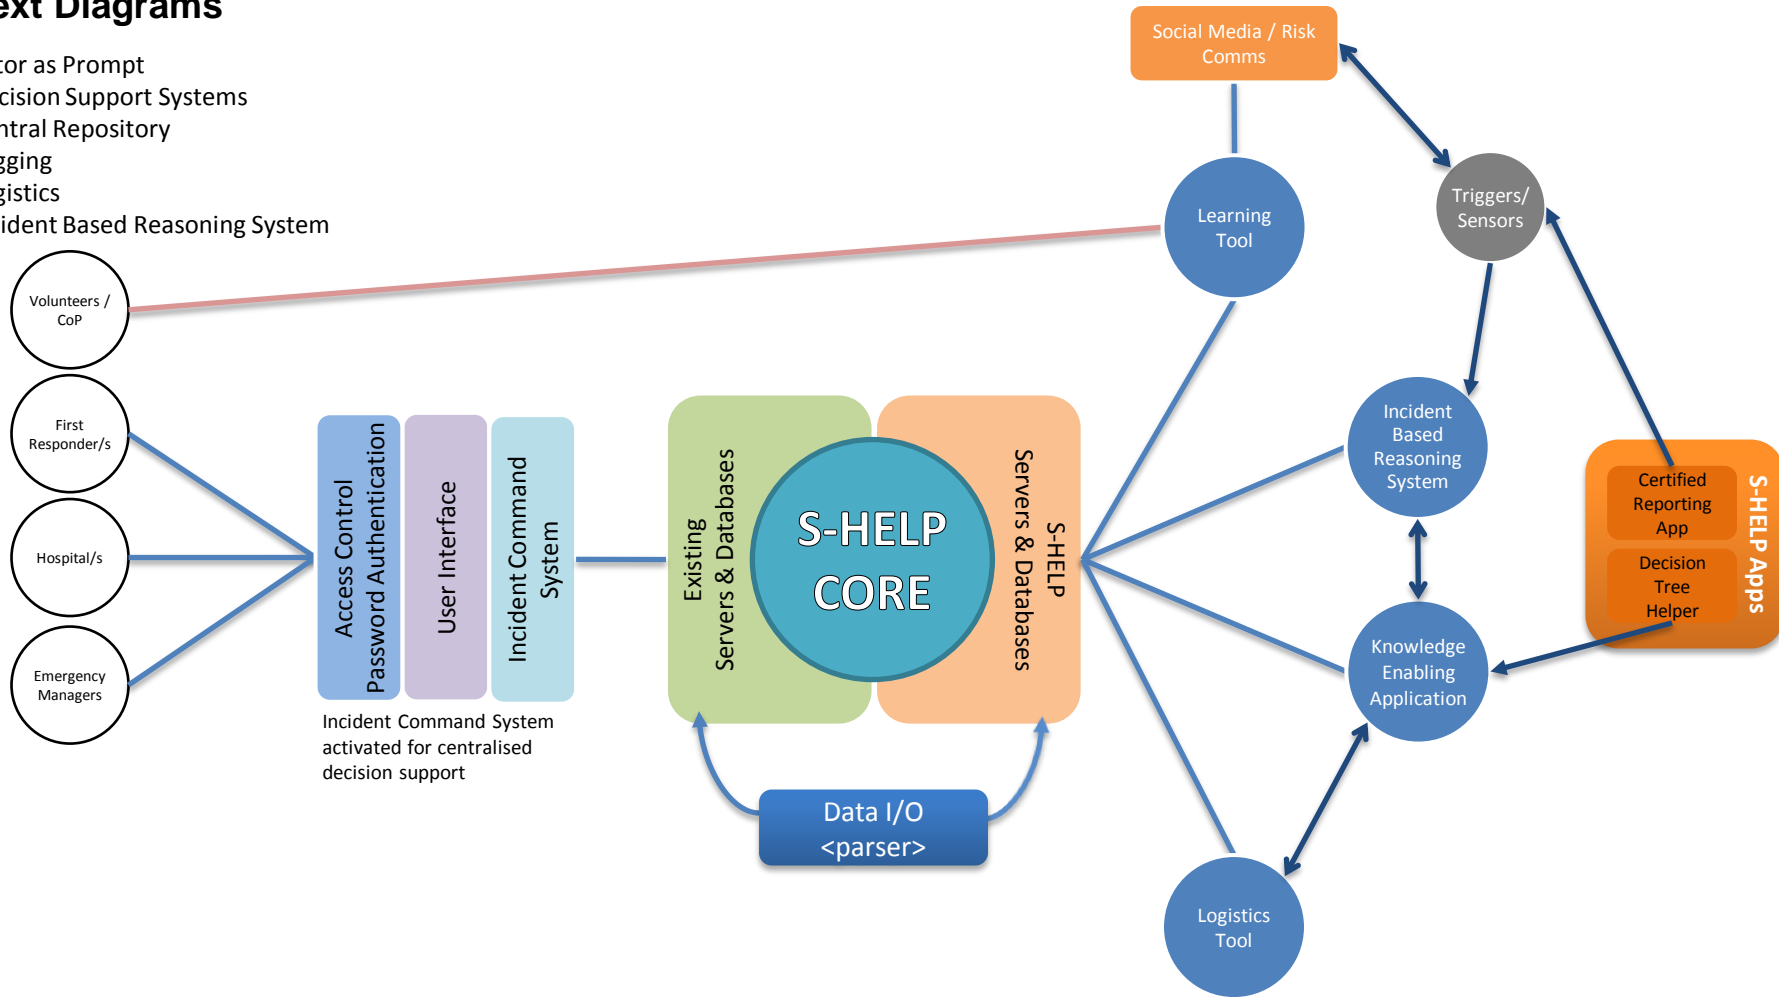 ext Diagrams
tor as Prompt
cision Support Systems
ntral Repository
gging
gistics
ident Based Reasoning System
Volunteers /
CoP
First
Responder/s
Hospital/s
Emergency
Managers
Access Control
Password Authentication
User Interface
Incident Command
System
Incident Command System
activated for centralised
decision support
Existing
Servers & Databases
S-HELP
CORE
S-HELP
Servers & Databases
Data I/O
<parser>
Social Media / Risk
Comms
Learning
Tool
Triggers/
Sensors
Incident
Based
Reasoning
System
Knowledge
Enabling
Application
Logistics
Tool
Certified
Reporting
App
Decision
Tree
Helper
S-HELP Apps